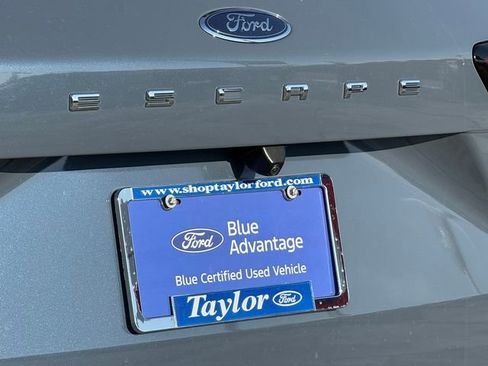 Ford
ESCAPE
www.shoptaylorford.com
Ford Blue
Advantage
Blue Certified Used Vehicle
Taylor Ford